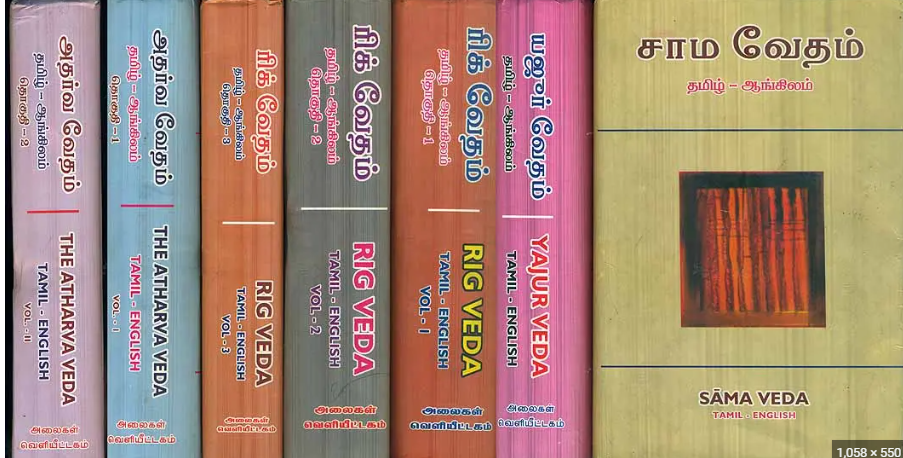 அதர்வ வேதம்
தமிழ் – ஆங்கிலம்
தொகுதி – 2
THE ATHARVA VEDA
TAMIL - ENGLISH
VOL - II
அலைகள்
வெளியீட்டகம்
அதர்வ வேதம்
தமிழ் – ஆங்கிலம்
தொகுதி – 1
THE ATHARVA VEDA
TAMIL - ENGLISH
VOL - I
அலைகள்
வெளியீட்டகம்
ரிக் வேதம்
தமிழ் – ஆங்கிலம்
தொகுதி – 3
RIG VEDA
TAMIL - ENGLISH
VOL - 3
அலைகள்
வெளியீட்டகம்
ரிக் வேதம்
தமிழ் – ஆங்கிலம்
தொகுதி – 2
RIG VEDA
TAMIL - ENGLISH
VOL - 2
அலைகள்
வெளியீட்டகம்
ரிக் வேதம்
தமிழ் – ஆங்கிலம்
தொகுதி – 1
RIG VEDA
TAMIL - ENGLISH
VOL - I
அலைகள்
வெளியீட்டகம்
யஜுர் வேதம்
தமிழ் – ஆங்கிலம்
YAJUR VEDA
TAMIL - ENGLISH
அலைகள்
வெளியீட்டகம்
சாம வேதம்
தமிழ் – ஆங்கிலம்
SĀMA VEDA
TAMIL - ENGLISH
1,058 × 550